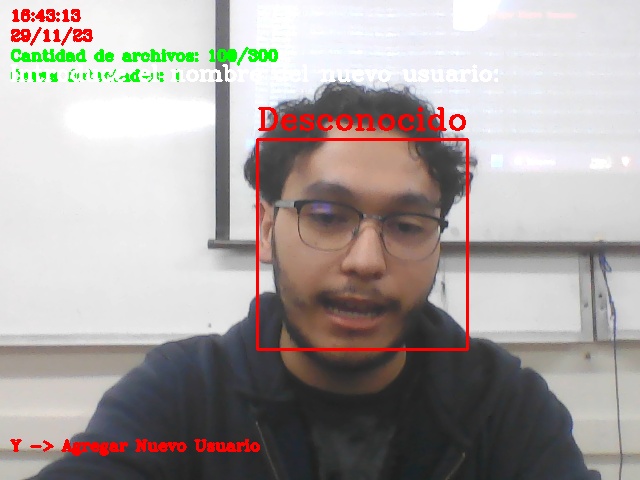 16:43:13
29/11/23
Cantidad de archivos: 100/300
nombre del nuevo usuario:
Desconocido
Y -> Agregar Nuevo Usuario